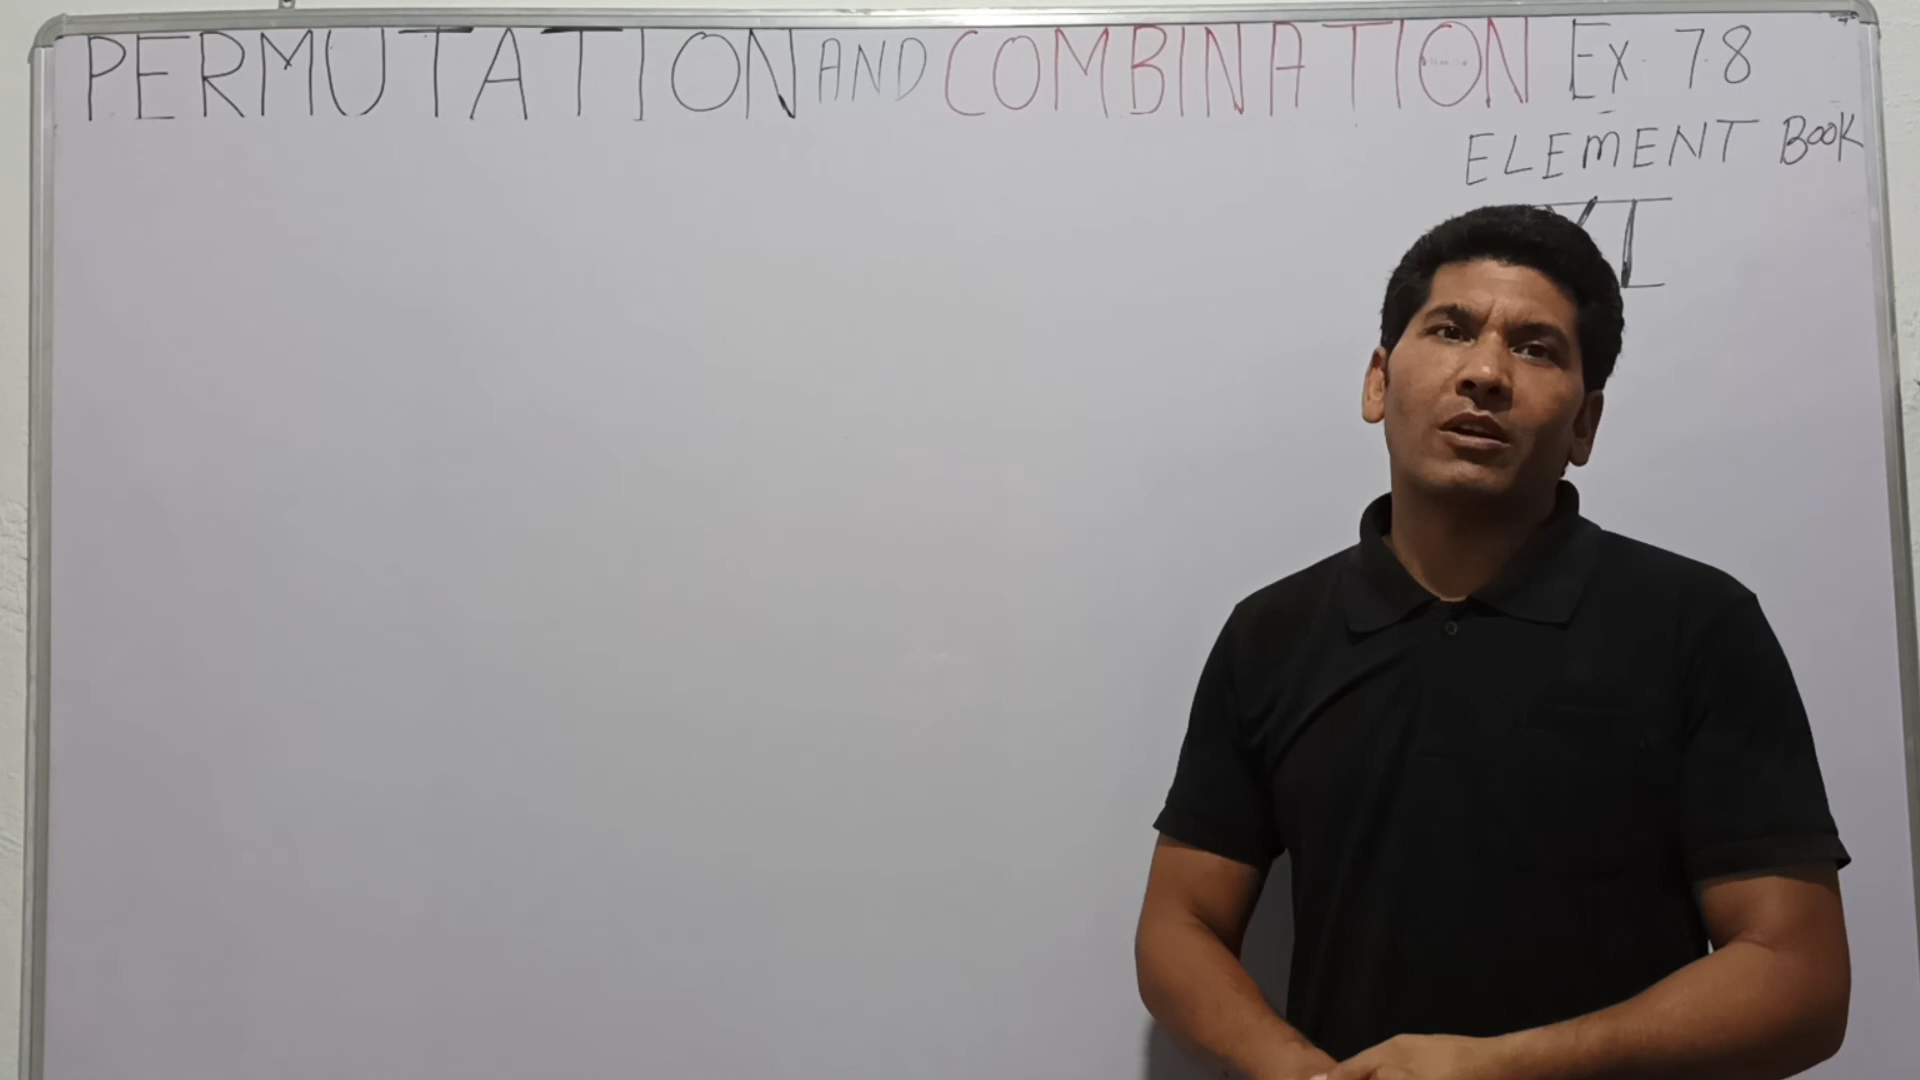 PERMUTATION AND COMBINATION Ex. 7.8
ELEMENT BOOK
XI